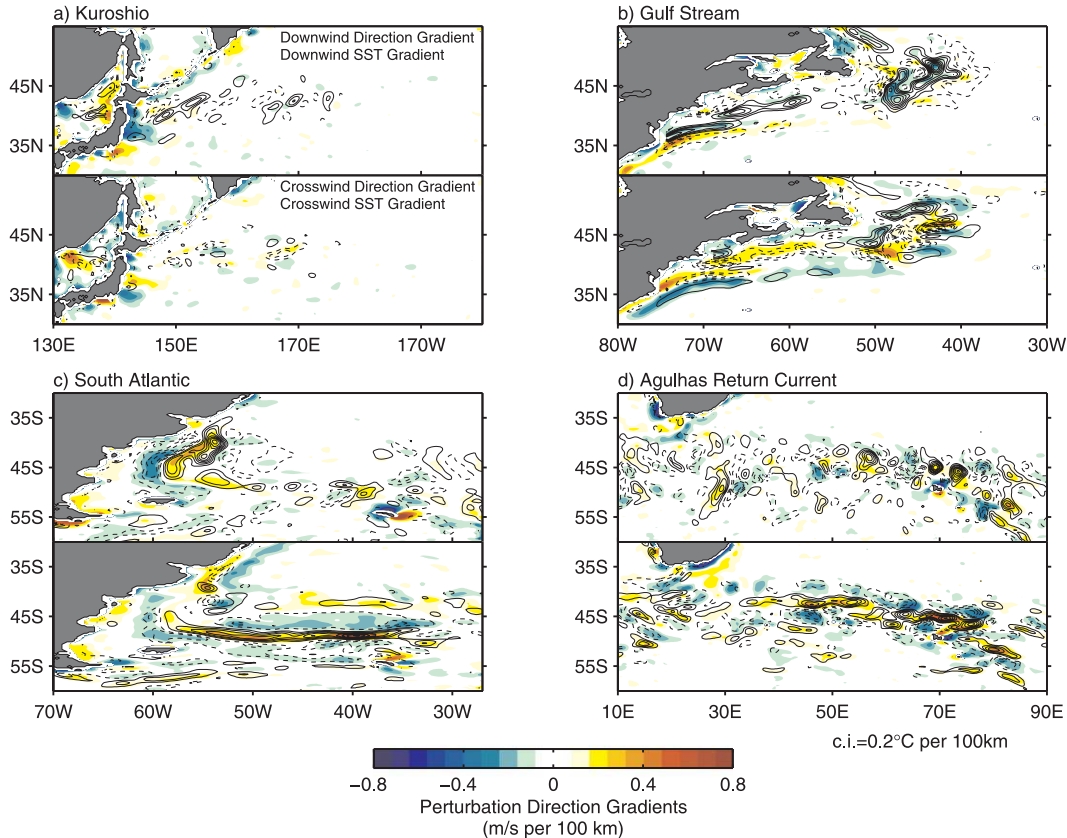 a) Kuroshio
Downwind Direction Gradient
Downwind SST Gradient
45N
35N
Crosswind Direction Gradient
Crosswind SST Gradient
45N
35N
130E 150E 170E 170W
b) Gulf Stream
45N
35N
45N
35N
80W 70W 60W 50W 40W 30W
c) South Atlantic
35S
45S
55S
35S
45S
55S
70W 60W 50W 40W 30W
d) Agulhas Return Current
35S
45S
55S
35S
45S
55S
10E 30E 50E 70E 90E
c.i.=0.2°C per 100km
−0.8 −0.4 0 0.4 0.8
Perturbation Direction Gradients
(m/s per 100 km)